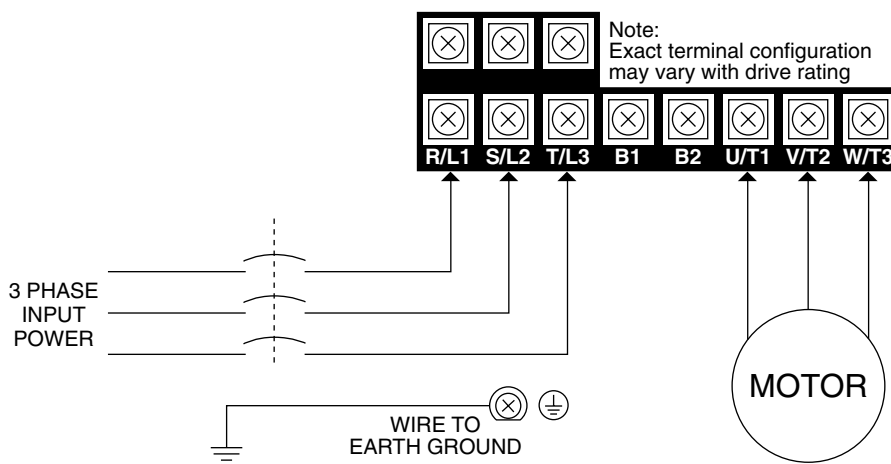 Note:
Exact terminal configuration
may vary with drive rating
R/L1 S/L2 T/L3 B1 B2 U/T1 V/T2 W/T3
3 PHASE
INPUT
POWER
MOTOR
WIRE TO
EARTH GROUND